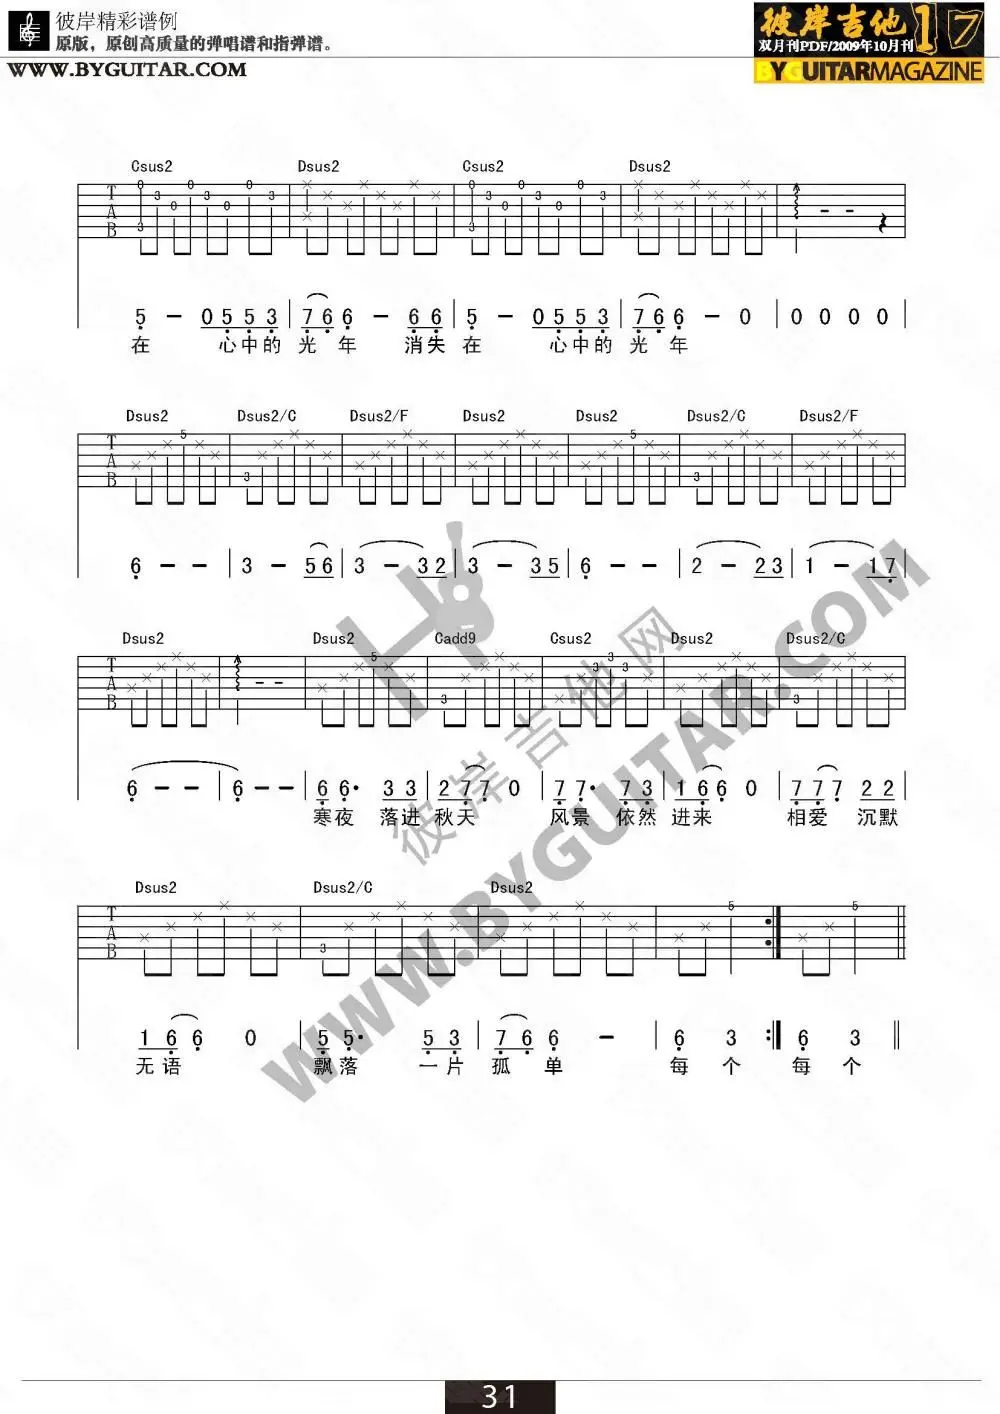 彼岸精彩谱例
原版，原创高质量的弹唱谱和指弹谱。
WWW.BYGUITAR.COM
彼岸吉他 17
双月刊PDF/2009年10月刊
BYGUITARMAGAZINE
Csus2 Dsus2 Csus2 Dsus2
TAB
5 - 0 5 5 3 | 7 6 6 - 6 6 | 5 - 0 5 5 3 | 7 6 6 - 0 | 0 0 0 0
在 心中的 光 年 消失 在 心中的 光 年
Dsus2 Dsus2/C Dsus2/F Dsus2 Dsus2 Dsus2/C Dsus2/F
TAB
6 - - | 3 - 5 6 | 3 - 3 2 | 3 - 3 5 | 6 - - | 2 - 2 3 | 1 - 1 7
Dsus2 Dsus2 Cadd9 Csus2 Dsus2 Dsus2/C
TAB
6 - - | 6 - - | 6 6· 3 3 | 2 7 7 0 | 7 7· 7 3 | 1 6 6 0 | 7 7 7 2 2
寒夜 落进 秋天 风景 依然 进来 相爱 沉默
Dsus2 Dsus2/C Dsus2
TAB
1 6 6 0 | 5 5· 5 3 | 7 6 6 - | 6 3 :‖ 6 3 ‖
无语 飘落 一片 孤 单 每 个 每 个
彼岸吉他网
WWW.BYGUITAR.COM
31